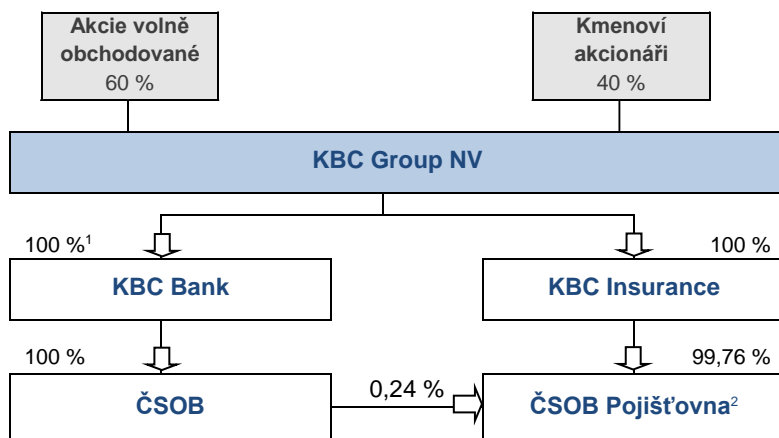 Akcie volně
obchodované
60 %
Kmenoví
akcionáři
40 %
KBC Group NV
100 %¹
100 %
KBC Bank
KBC Insurance
100 %
99,76 %
ČSOB
0,24 %
ČSOB Pojišťovna²